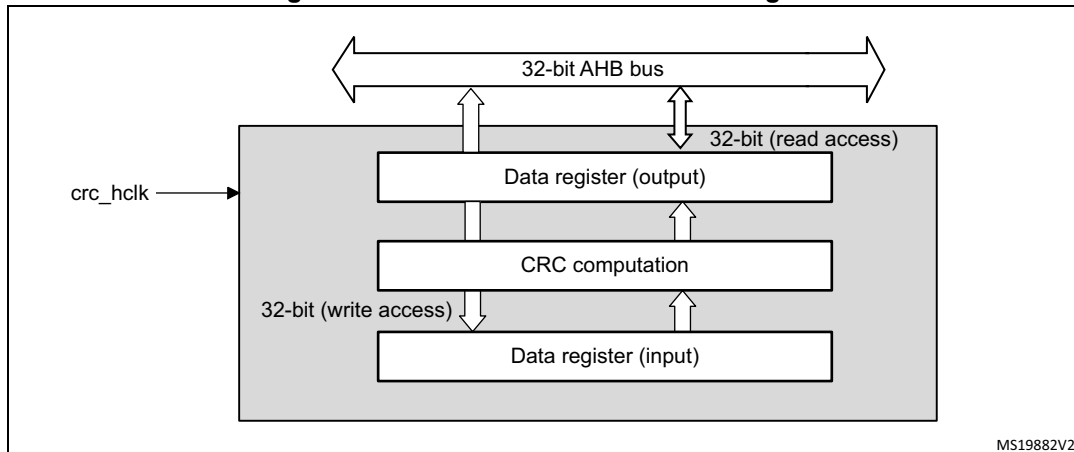 32-bit AHB bus
32-bit (read access)
Data register (output)
crc_hclk
CRC computation
32-bit (write access)
Data register (input)
MS19882V2